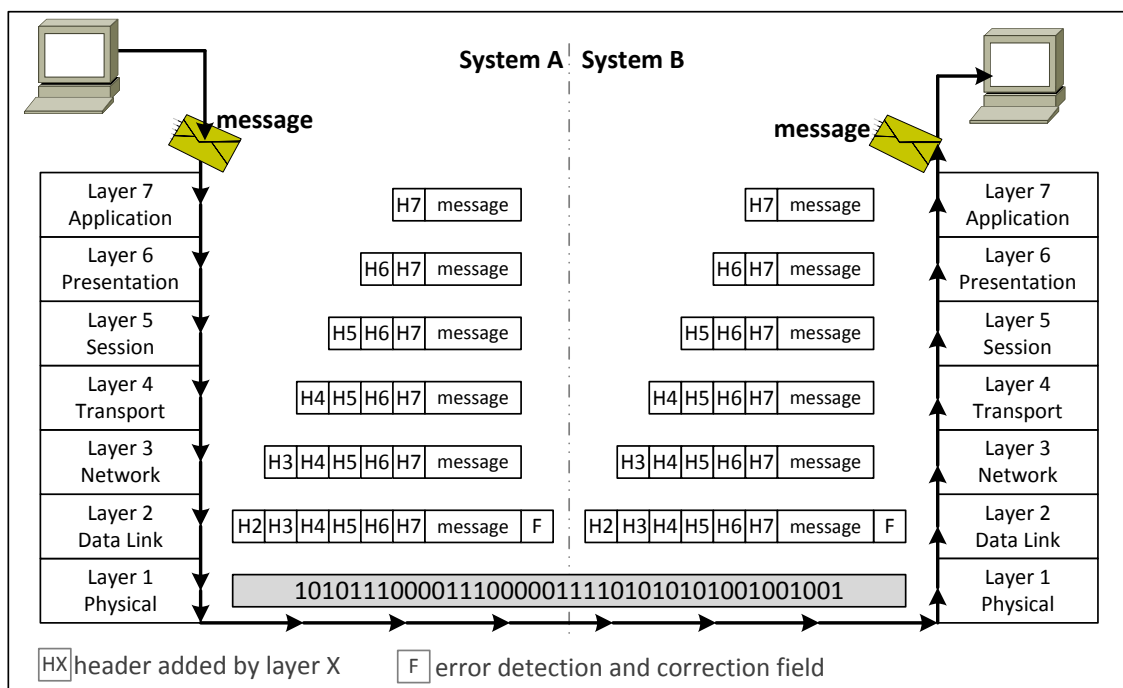 System A System B
message message
Layer 7 H7 message H7 message Layer 7
Application Application
Layer 6 H6 H7 message H6 H7 message Layer 6
Presentation Presentation
Layer 5 H5 H6 H7 message H5 H6 H7 message Layer 5
Session Session
Layer 4 H4 H5 H6 H7 message H4 H5 H6 H7 message Layer 4
Transport Transport
Layer 3 H3 H4 H5 H6 H7 message H3 H4 H5 H6 H7 message Layer 3
Network Network
Layer 2 H2 H3 H4 H5 H6 H7 message F H2 H3 H4 H5 H6 H7 message F Layer 2
Data Link Data Link
Layer 1 1010111000011100000111101010101001001001 Layer 1
Physical Physical
HX header added by layer X F error detection and correction field